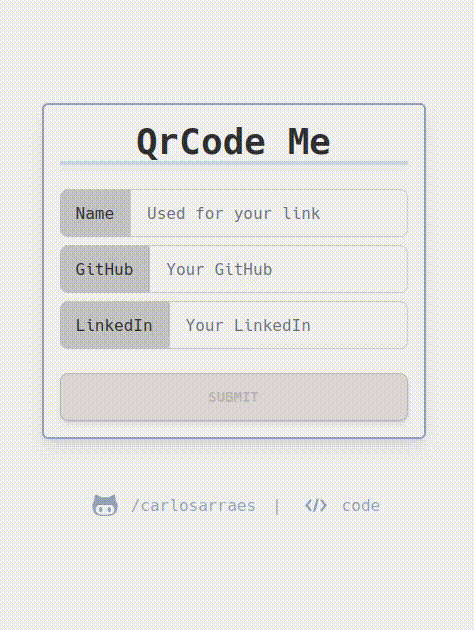 QrCode Me
Name Used for your link
GitHub Your GitHub
LinkedIn Your LinkedIn
SUBMIT
/carlosarraes | </> code